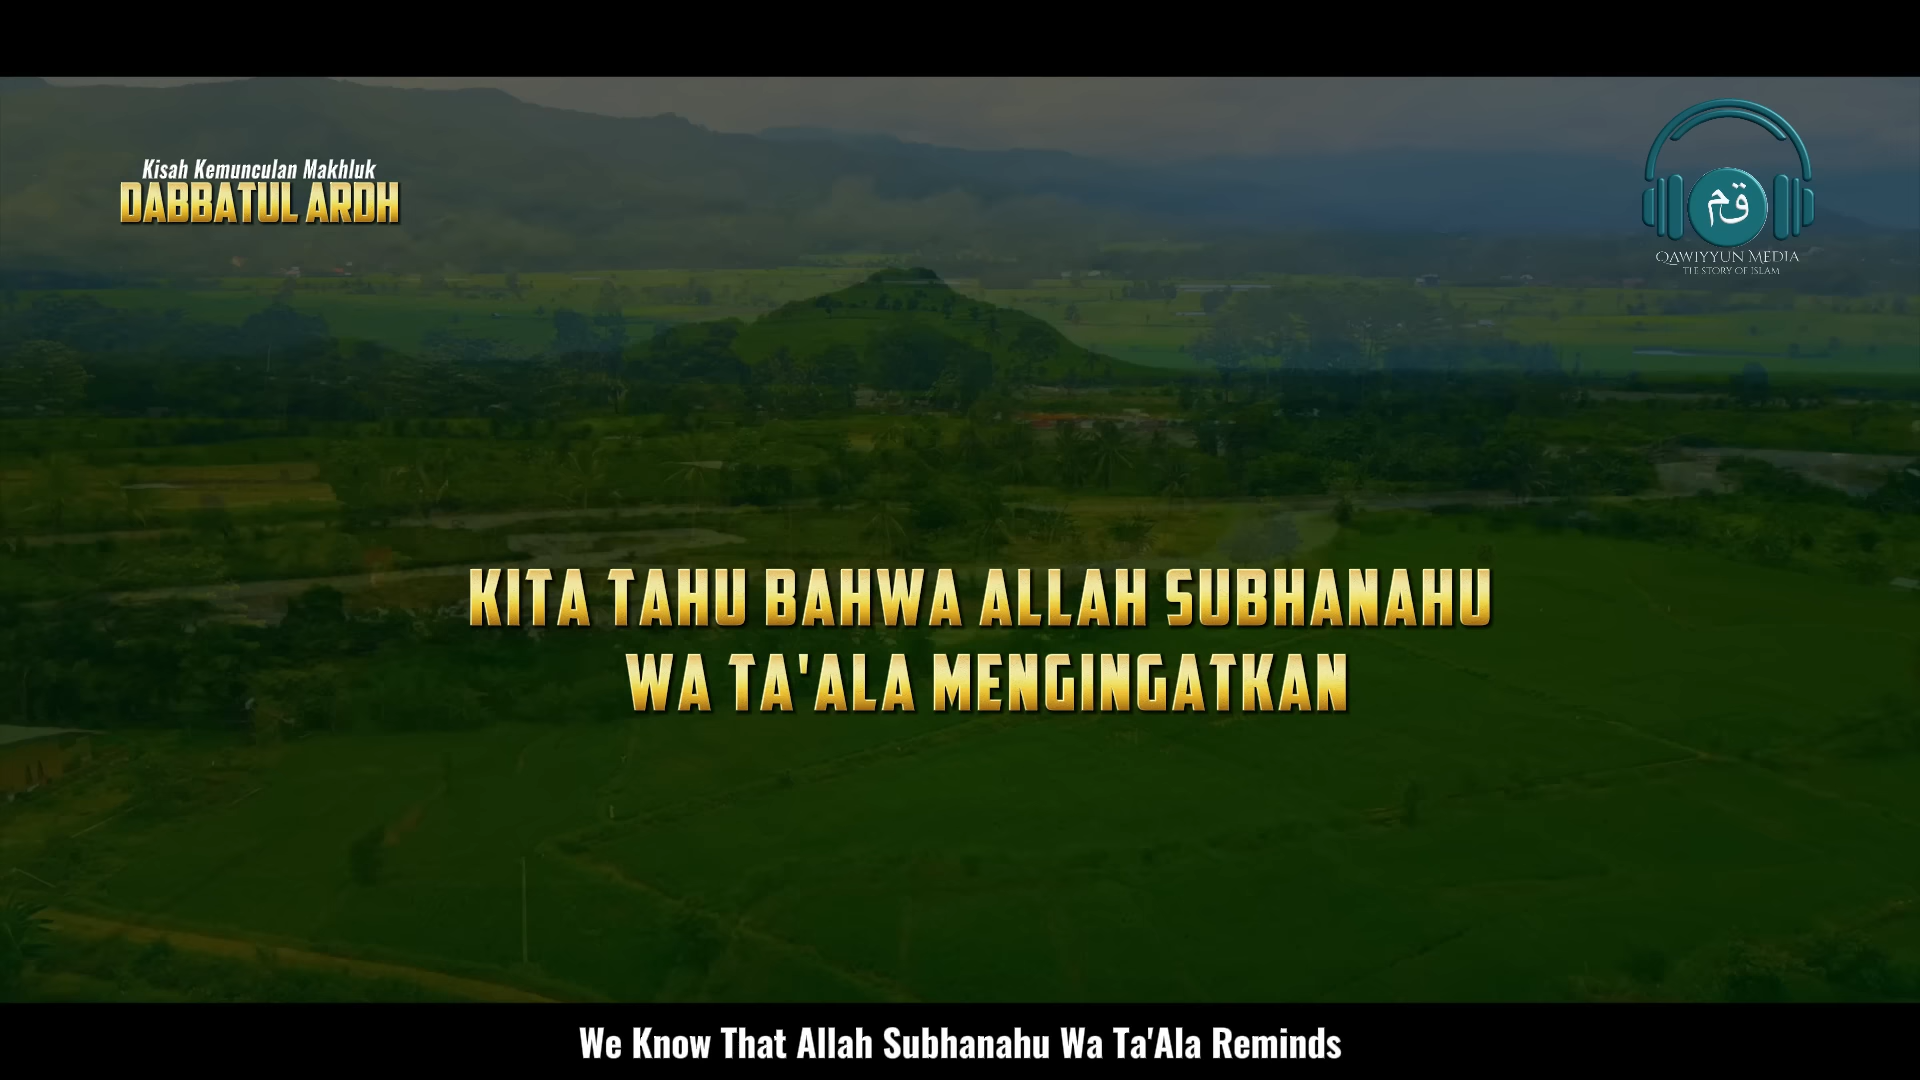 Kisah Kemunculan Makhluk
DABBATUL ARDH
QAWIYYUN MEDIA
THE STORY OF ISLAM
KITA TAHU BAHWA ALLAH SUBHANAHU
WA TA'ALA MENGINGATKAN
We Know That Allah Subhanahu Wa Ta'Ala Reminds